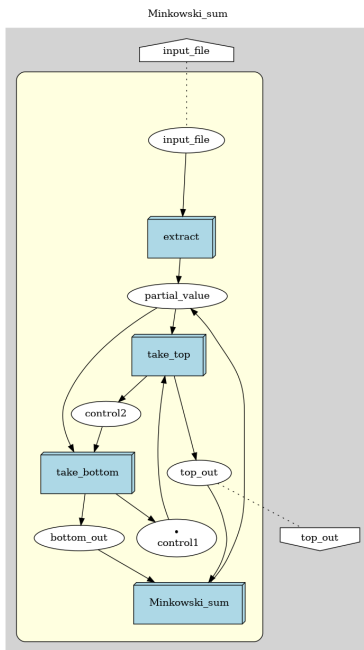 Minkowski_sum
input_file
input_file
extract
partial_value
take_top
control2
take_bottom
top_out
bottom_out
•
control1
top_out
Minkowski_sum